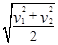 √((v₁² + v₂²)/2)